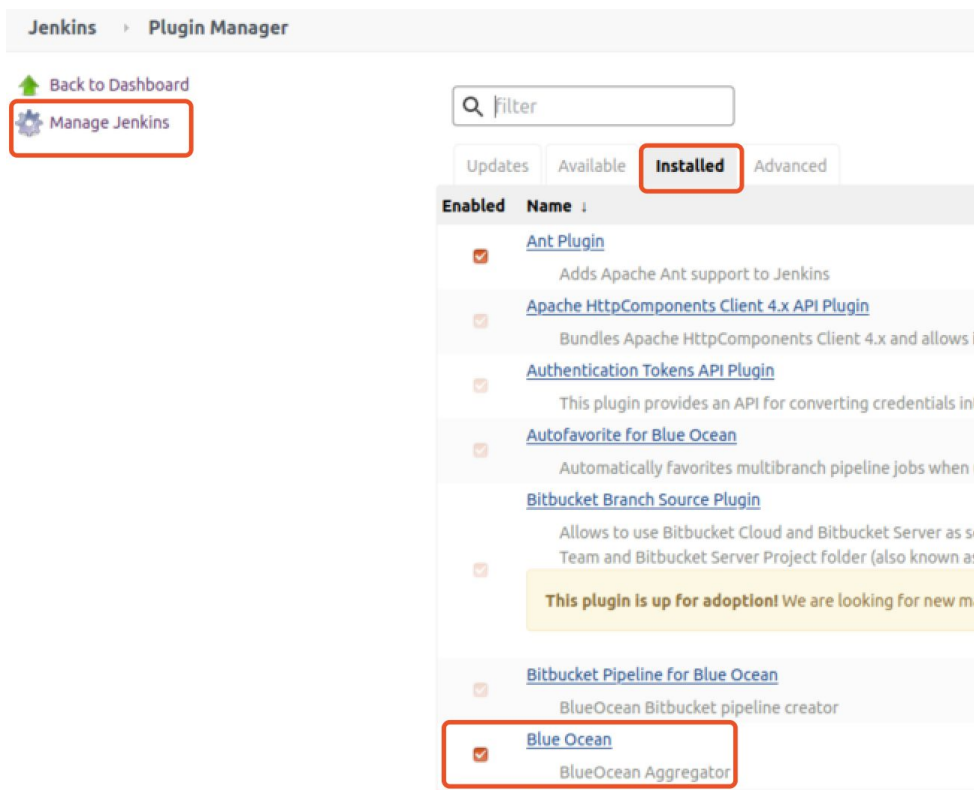 Jenkins Plugin Manager
Back to Dashboard
Manage Jenkins
filter
Updates Available Installed Advanced
Enabled Name ↓
Ant Plugin
Adds Apache Ant support to Jenkins
Apache HttpComponents Client 4.x API Plugin
Bundles Apache HttpComponents Client 4.x and allows
Authentication Tokens API Plugin
This plugin provides an API for converting credentials
Autofavorite for Blue Ocean
Automatically favorites multibranch pipeline jobs when
Bitbucket Branch Source Plugin
Allows to use Bitbucket Cloud and Bitbucket Server as
Team and Bitbucket Server Project folder (also known as
This plugin is up for adoption! We are looking for new
Bitbucket Pipeline for Blue Ocean
BlueOcean Bitbucket pipeline creator
Blue Ocean
BlueOcean Aggregator